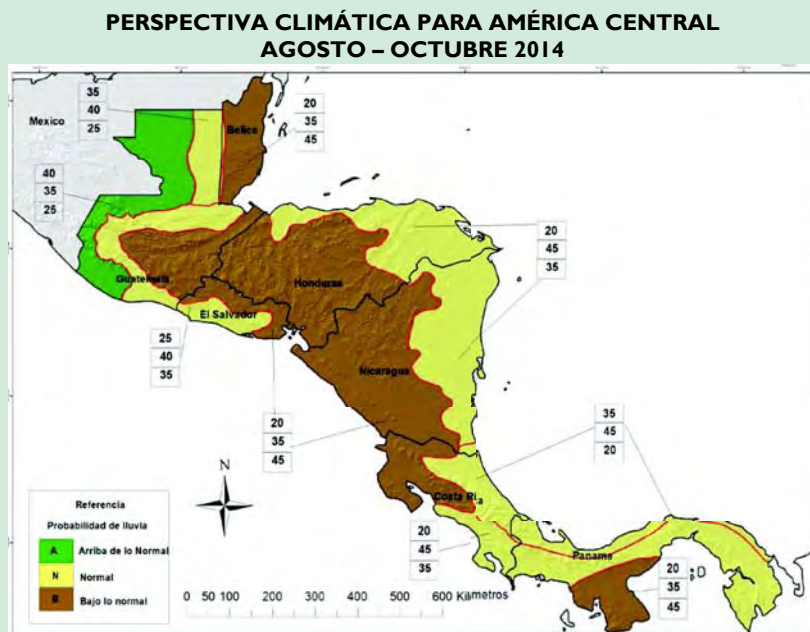 PERSPECTIVA CLIMÁTICA PARA AMÉRICA CENTRAL
AGOSTO – OCTUBRE 2014
35
40
25
Mexico
Belice
R
20
35
45
40
35
25
20
45
35
Guatemala
Honduras
El Salvador
25
40
35
Nicaragua
20
35
45
35
45
20
N
Costa Ri a
20
45
35
Panama
20
35
45
D
Referencia
Probabilidad de lluvia
A Arriba de lo Normal
N Normal
B Bajo lo normal
0 50 100 200 300 400 500 600 Kil metros